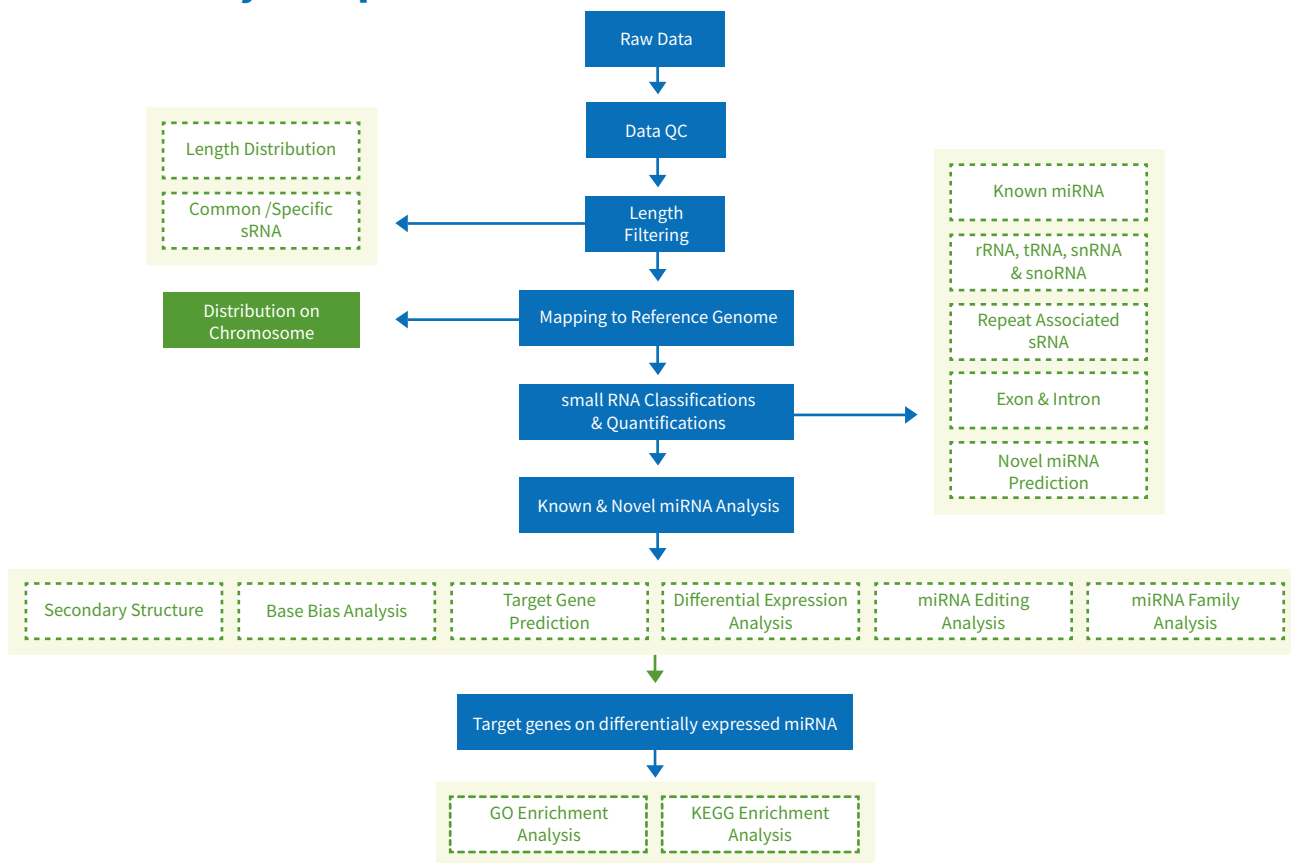 Raw Data
Data QC
Length Distribution
Common /Specific
sRNA
Length
Filtering
Known miRNA
rRNA, tRNA, snRNA
& snoRNA
Repeat Associated
sRNA
Exon & Intron
Novel miRNA
Prediction
Distribution on
Chromosome
Mapping to Reference Genome
small RNA Classifications
& Quantifications
Known & Novel miRNA Analysis
Secondary Structure
Base Bias Analysis
Target Gene
Prediction
Differential Expression
Analysis
miRNA Editing
Analysis
miRNA Family
Analysis
Target genes on differentially expressed miRNA
GO Enrichment
Analysis
KEGG Enrichment
Analysis